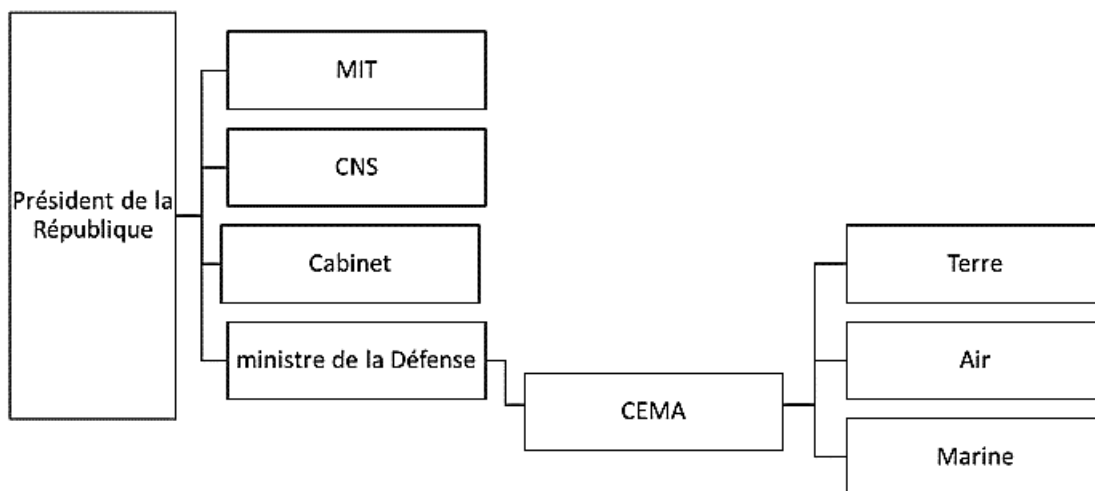 Président de la
République
MIT
CNS
Cabinet
ministre de la Défense
CEMA
Terre
Air
Marine